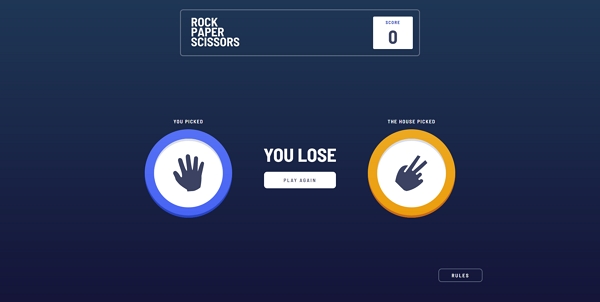 ROCK
PAPER
SCISSORS
SCORE
0
YOU PICKED
THE HOUSE PICKED
YOU LOSE
PLAY AGAIN
RULES